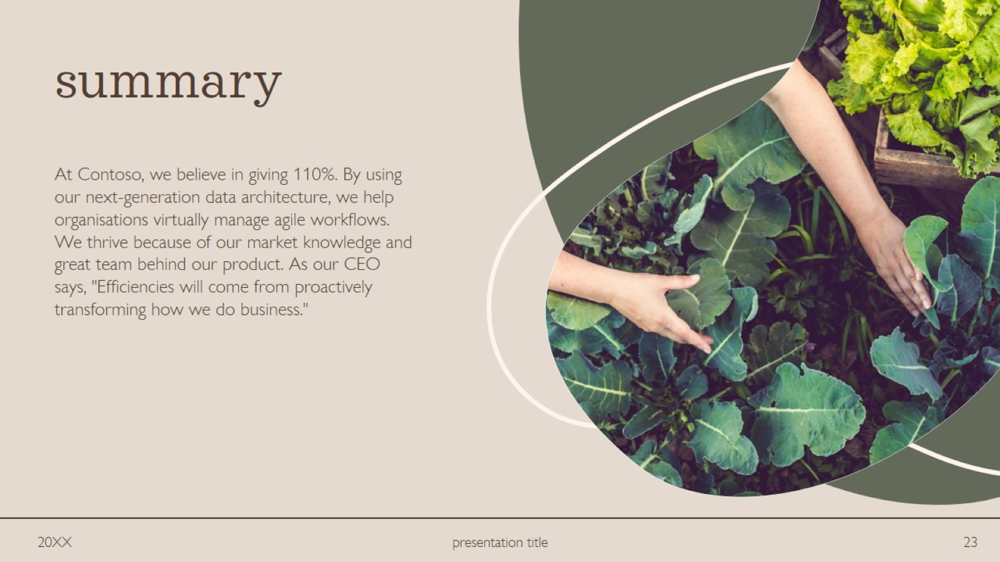 summary
At Contoso, we believe in giving 110%. By using
our next-generation data architecture, we help
organisations virtually manage agile workflows.
We thrive because of our market knowledge and
great team behind our product. As our CEO
says, "Efficiencies will come from proactively
transforming how we do business."
20XX
presentation title
23